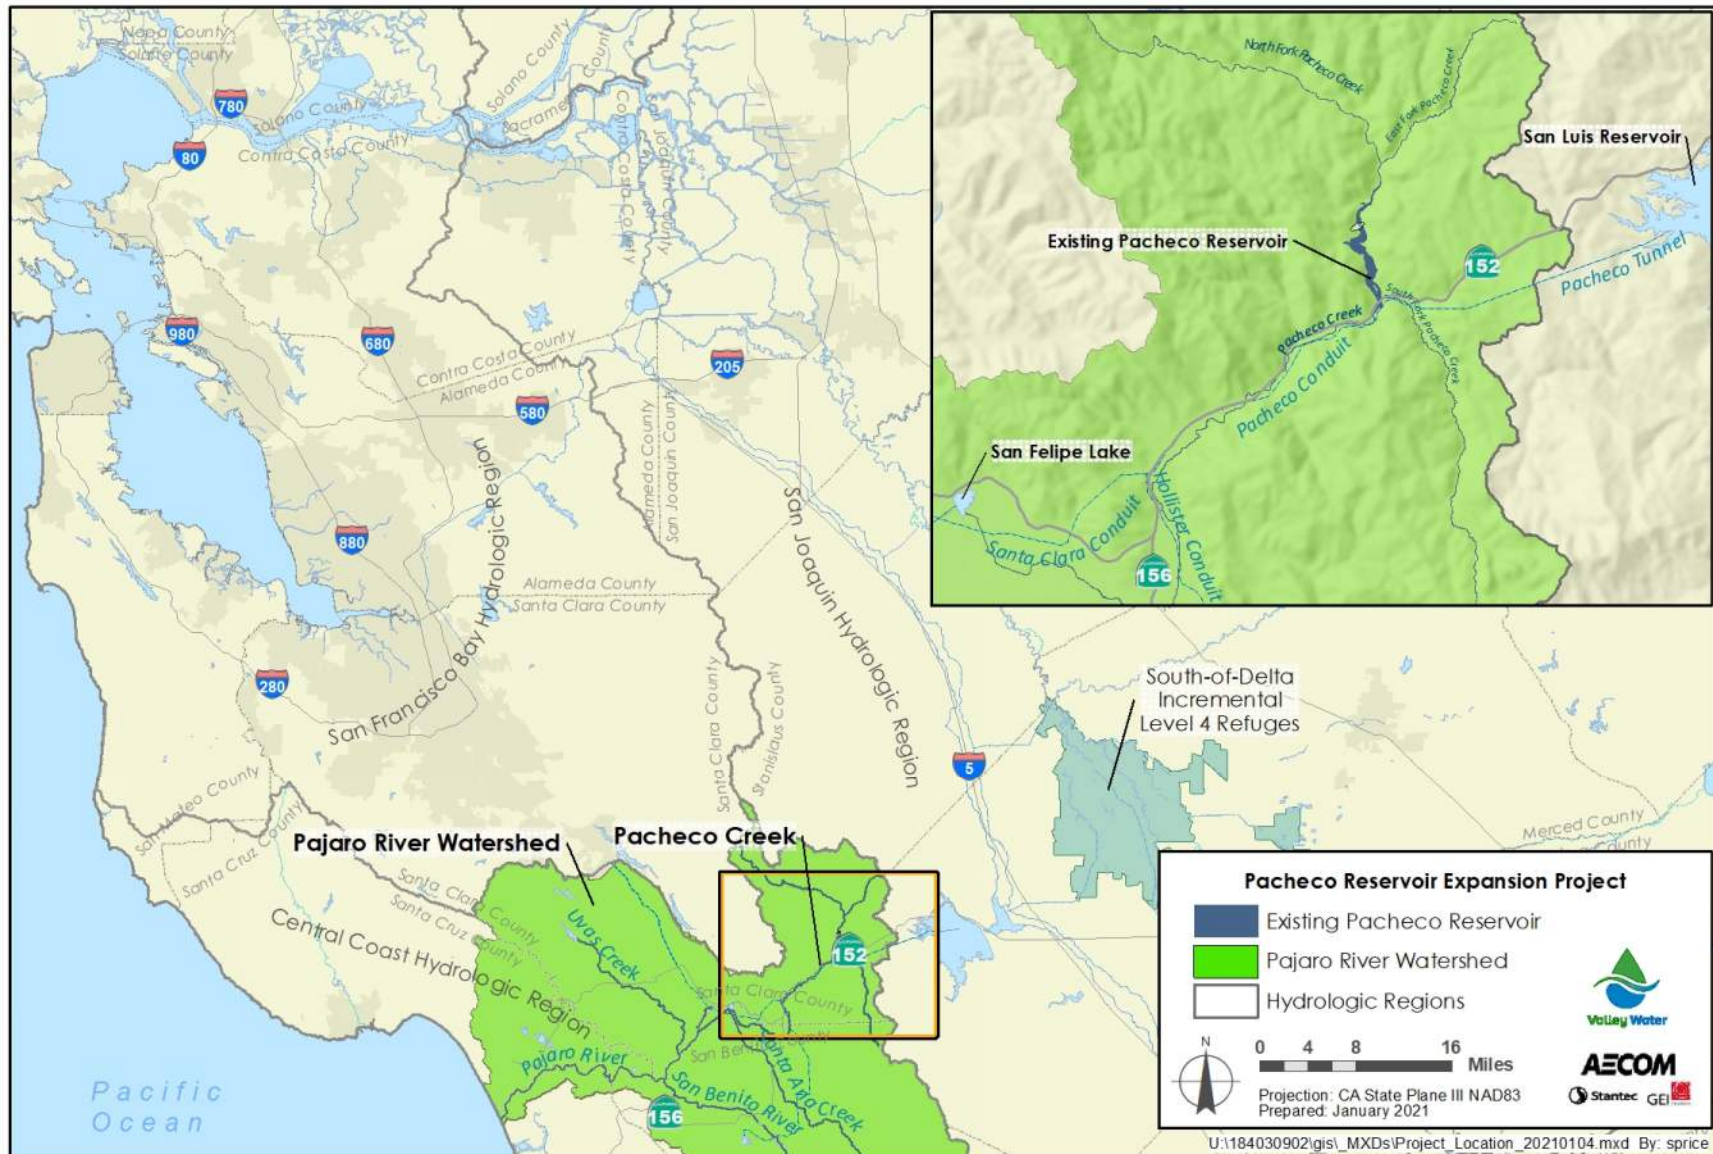 Napa County
Solano County
780
80
Solano County
Contra Costa County
Solano County
Sacramento County
Contra Costa County
San Joaquin County
980
680
Contra Costa County
Alameda County
205
580
Alameda County
San Joaquin County
880
San Francisco Bay Hydrologic Region
San Joaquin Hydrologic Region
Alameda County
Santa Clara County
280
Santa Clara County
Stanislaus County
5
South-of-Delta
Incremental
Level 4 Refuges
Merced County
San Mateo County
Santa Cruz County
Pajaro River Watershed
Pacheco Creek
Santa Clara County
Santa Cruz County
Central Coast Hydrologic Region
Uvas Creek
152
Santa Clara County
San Benito County
Pajaro River
San Benito River
Santa Ana Creek
156
Pacific
Ocean
North Fork Pacheco Creek
East Fork Pacheco Creek
San Luis Reservoir
Existing Pacheco Reservoir
152
Pacheco Tunnel
South Fork Pacheco Creek
Pacheco Creek
Pacheco Conduit
San Felipe Lake
Santa Clara Conduit
Hollister Conduit
156
Pacheco Reservoir Expansion Project
Existing Pacheco Reservoir
Pajaro River Watershed
Hydrologic Regions
Valley Water
N
0 4 8 16
Miles
AECOM
Projection: CA State Plane III NAD83
Prepared: January 2021
Stantec GEI
U:\184030902\gis\_MXDs\Project_Location_20210104.mxd By: sprice